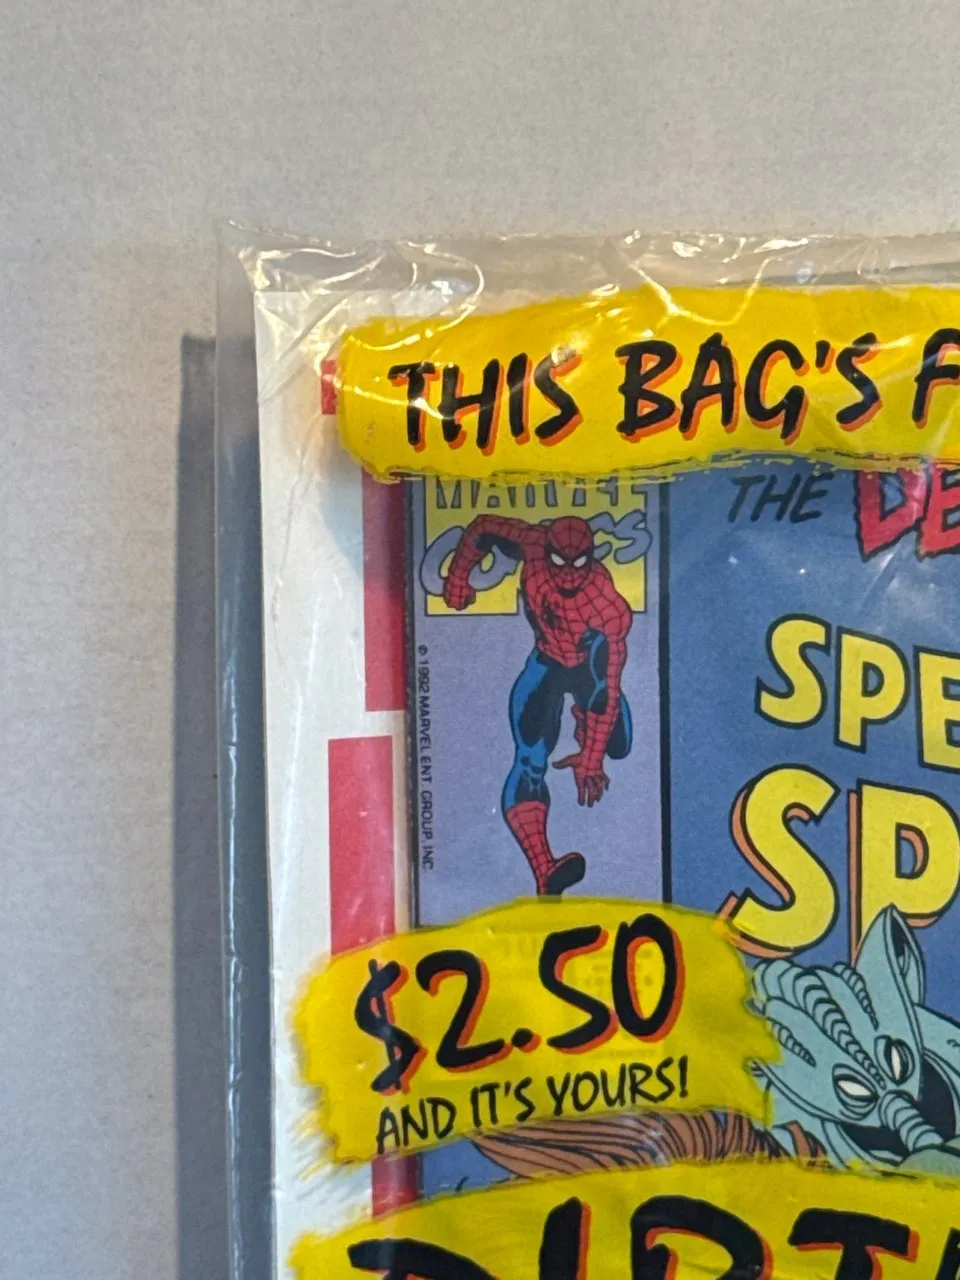 THIS BAG'S
MARVEL
COMICS
THE
© 1992 MARVEL ENT. GROUP, INC.
$2.50
AND IT'S YOURS!